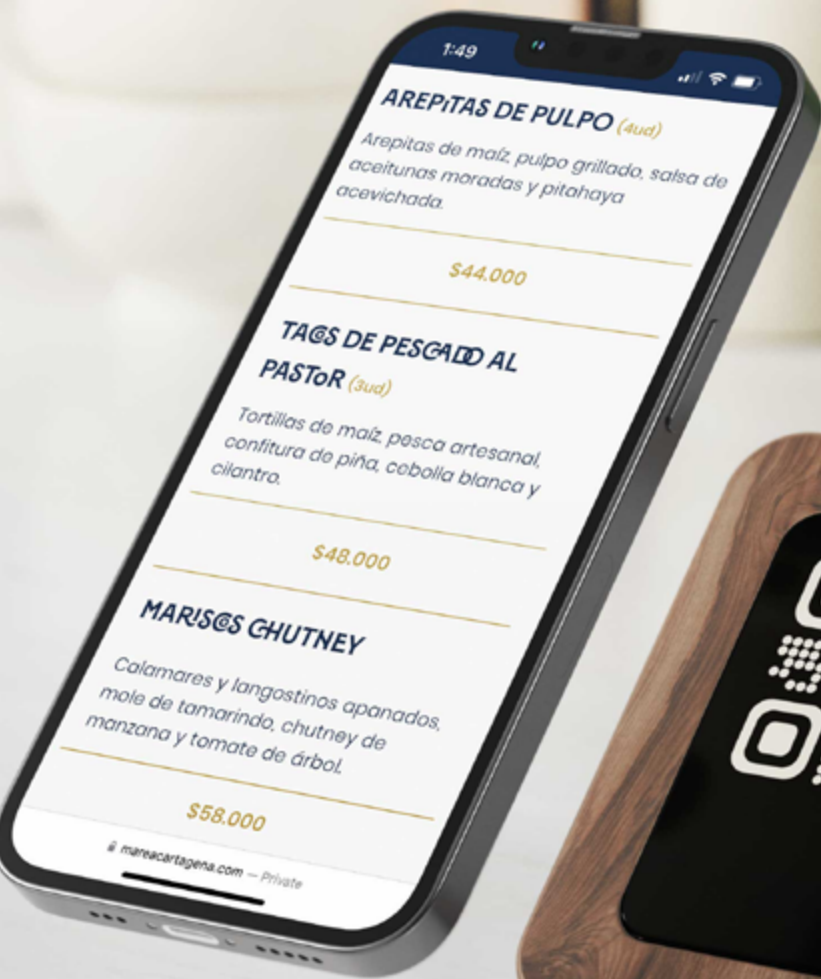 1:49
AREPiTAS DE PULPO (4ud)
Arepitas de maíz, pulpo grillado, salsa de
aceitunas moradas y pitahaya
acevichada.
$44.000
TACOS DE PESCADO AL
PASToR (3ud)
Tortillas de maíz, pesca artesanal,
confitura de piña, cebolla blanca y
cilantro.
$48.000
MARISCOS CHUTNEY
Calamares y langostinos apanados,
mole de tamarindo, chutney de
manzana y tomate de árbol.
$58.000
mareacartagena.com — Private